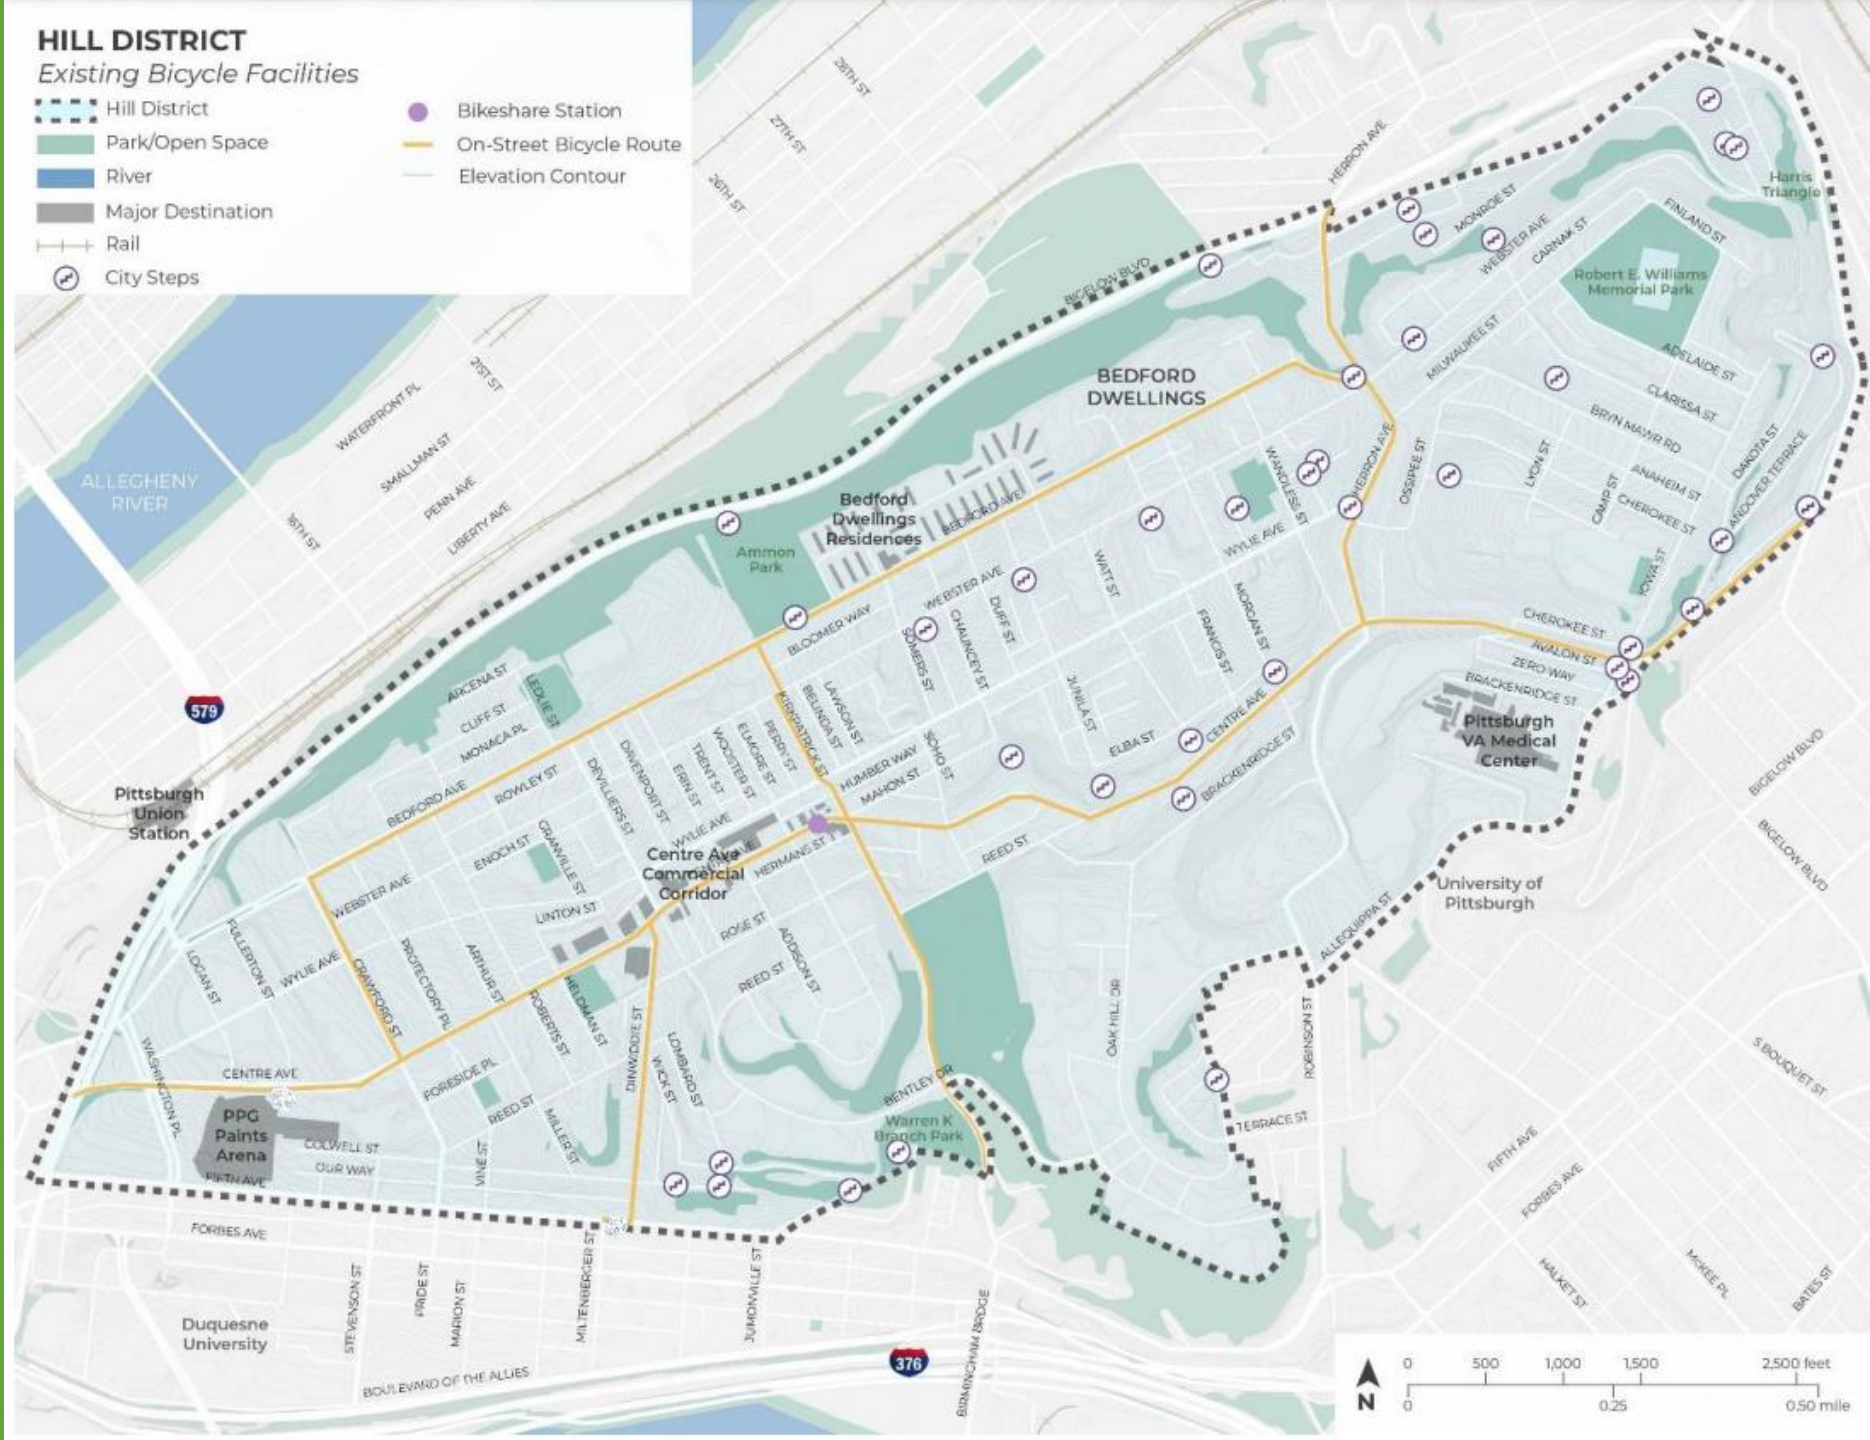 HILL DISTRICT
Existing Bicycle Facilities
Hill District
Park/Open Space
River
Major Destination
Rail
City Steps
Bikeshare Station
On-Street Bicycle Route
Elevation Contour
28TH ST
27TH ST
26TH ST
HERRON AVE
Harris
Triangle
MONROE ST
WEBSTER AVE
CARNAK ST
FINLAND ST
Robert E. Williams
Memorial Park
BIGELOW BLVD
MILWAUKEE ST
ADELAIDE ST
CLARISSA ST
BRYN MAWR RD
BEDFORD
DWELLINGS
21ST ST
WATERFRONT PL
SMALLMAN ST
PENN AVE
LIBERTY AVE
16TH ST
ALLEGHENY
RIVER
HERRON AVE
OSSIPEE ST
LYON ST
CAMP ST
ANAHEIM ST
CHEROKEE ST
DAKOTA ST
ANDOVER TERRACE
IOWA ST
WANDLESS ST
WYLIE AVE
Bedford
Dwellings
Residences
BEDFORD AVE
Ammon
Park
WEBSTER AVE
WATT ST
BLOOMER WAY
SOMERS ST
CHAUNCEY ST
DUFF ST
FRANCIS ST
MORGAN ST
JUNILA ST
CHEROKEE ST
AVALON ST
ZERO WAY
BRACKENRIDGE ST
Pittsburgh
VA Medical
Center
579
ARCENA ST
LEDLIE ST
CLIFF ST
MONACA PL
BEDFORD AVE
ROWLEY ST
DEVILLIERS ST
DAVENPORT ST
ERIN ST
TRENT ST
WOOSTER ST
ELMORE ST
PERRY ST
KIRKPATRICK ST
BELINDA ST
LAWSON ST
HUMBER WAY
MAHON ST
SOHO ST
ELBA ST
CENTRE AVE
BRACKENRIDGE ST
BIGELOW BLVD
BIGELOW BLVD
Pittsburgh
Union
Station
WYLIE AVE
HERMANS ST
Centre Ave
Commercial
Corridor
ENOCH ST
GRANVILLE ST
WEBSTER AVE
LINTON ST
REED ST
ROSE ST
ADDISON ST
REED ST
University of
Pittsburgh
ALLEQUIPPA ST
FULLERTON ST
LOGAN ST
WYLIE AVE
CRAWFORD ST
PROTECTORY PL
ARTHUR ST
ROBERTS ST
HELDMAN ST
DINWIDDIE ST
LOMBARD ST
WICK ST
OAK HILL DR
ROBINSON ST
S BOUQUET ST
WASHINGTON PL
CENTRE AVE
FORESIDE PL
REED ST
MILLER ST
VINE ST
BENTLEY DR
Warren K
Branch Park
TERRACE ST
PPG
Paints
Arena
COLWELL ST
OUR WAY
FIFTH AVE
FORBES AVE
FIFTH AVE
FORBES AVE
Duquesne
University
STEVENSON ST
PRIDE ST
MARION ST
MILTENBERGER ST
JUMONVILLE ST
BIRMINGHAM BRIDGE
HALKET ST
MCKEE PL
BATES ST
BOULEVARD OF THE ALLIES
376
N
0 500 1,000 1,500 2,500 feet
0 0.25 0.50 mile